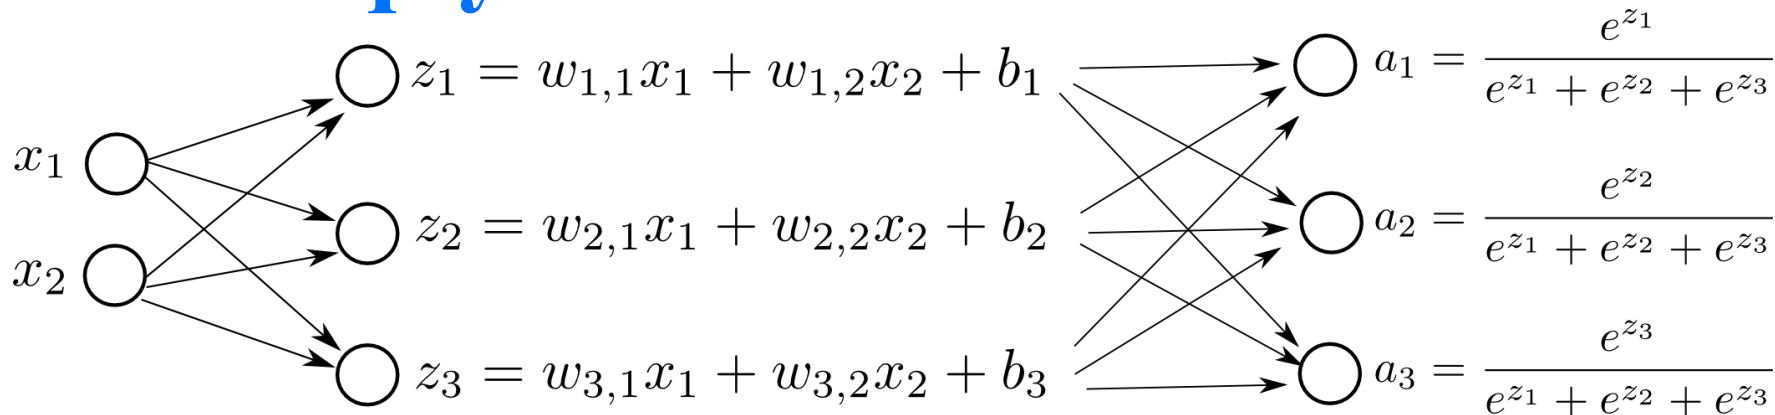 x₁
x₂
z₁ = w₁,₁x₁ + w₁,₂x₂ + b₁
z₂ = w₂,₁x₁ + w₂,₂x₂ + b₂
z₃ = w₃,₁x₁ + w₃,₂x₂ + b₃
a₁ = e^{z₁} / (e^{z₁} + e^{z₂} + e^{z₃})
a₂ = e^{z₂} / (e^{z₁} + e^{z₂} + e^{z₃})
a₃ = e^{z₃} / (e^{z₁} + e^{z₂} + e^{z₃})